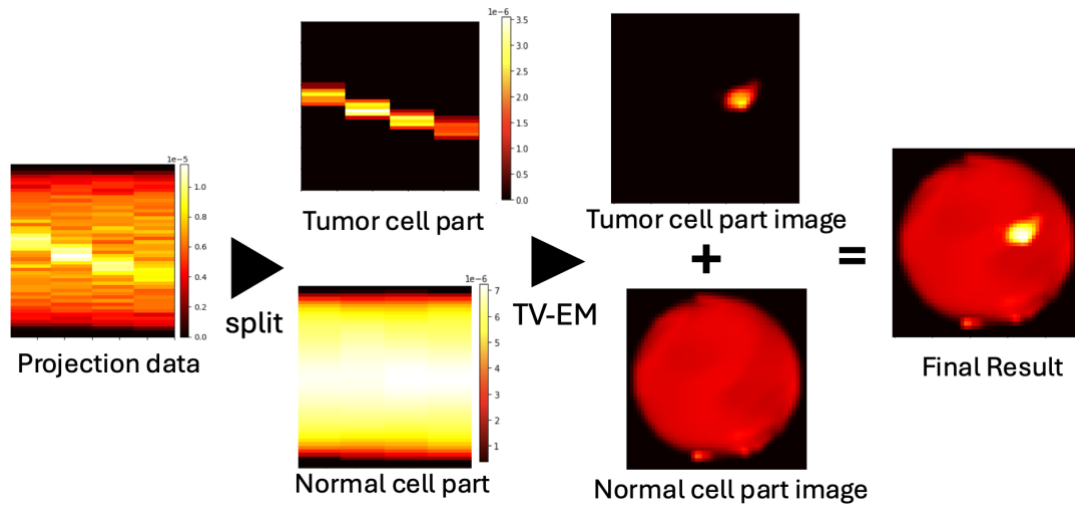 1e-6
3.5
3.0
2.5
2.0
1.5
1.0
0.5
0.0
Tumor cell part
Tumor cell part image
1e-5
1.0
0.8
0.6
0.4
0.2
0.0
Projection data
split
1e-6
7
6
5
4
3
2
1
Normal cell part
TV-EM
+
Normal cell part image
=
Final Result